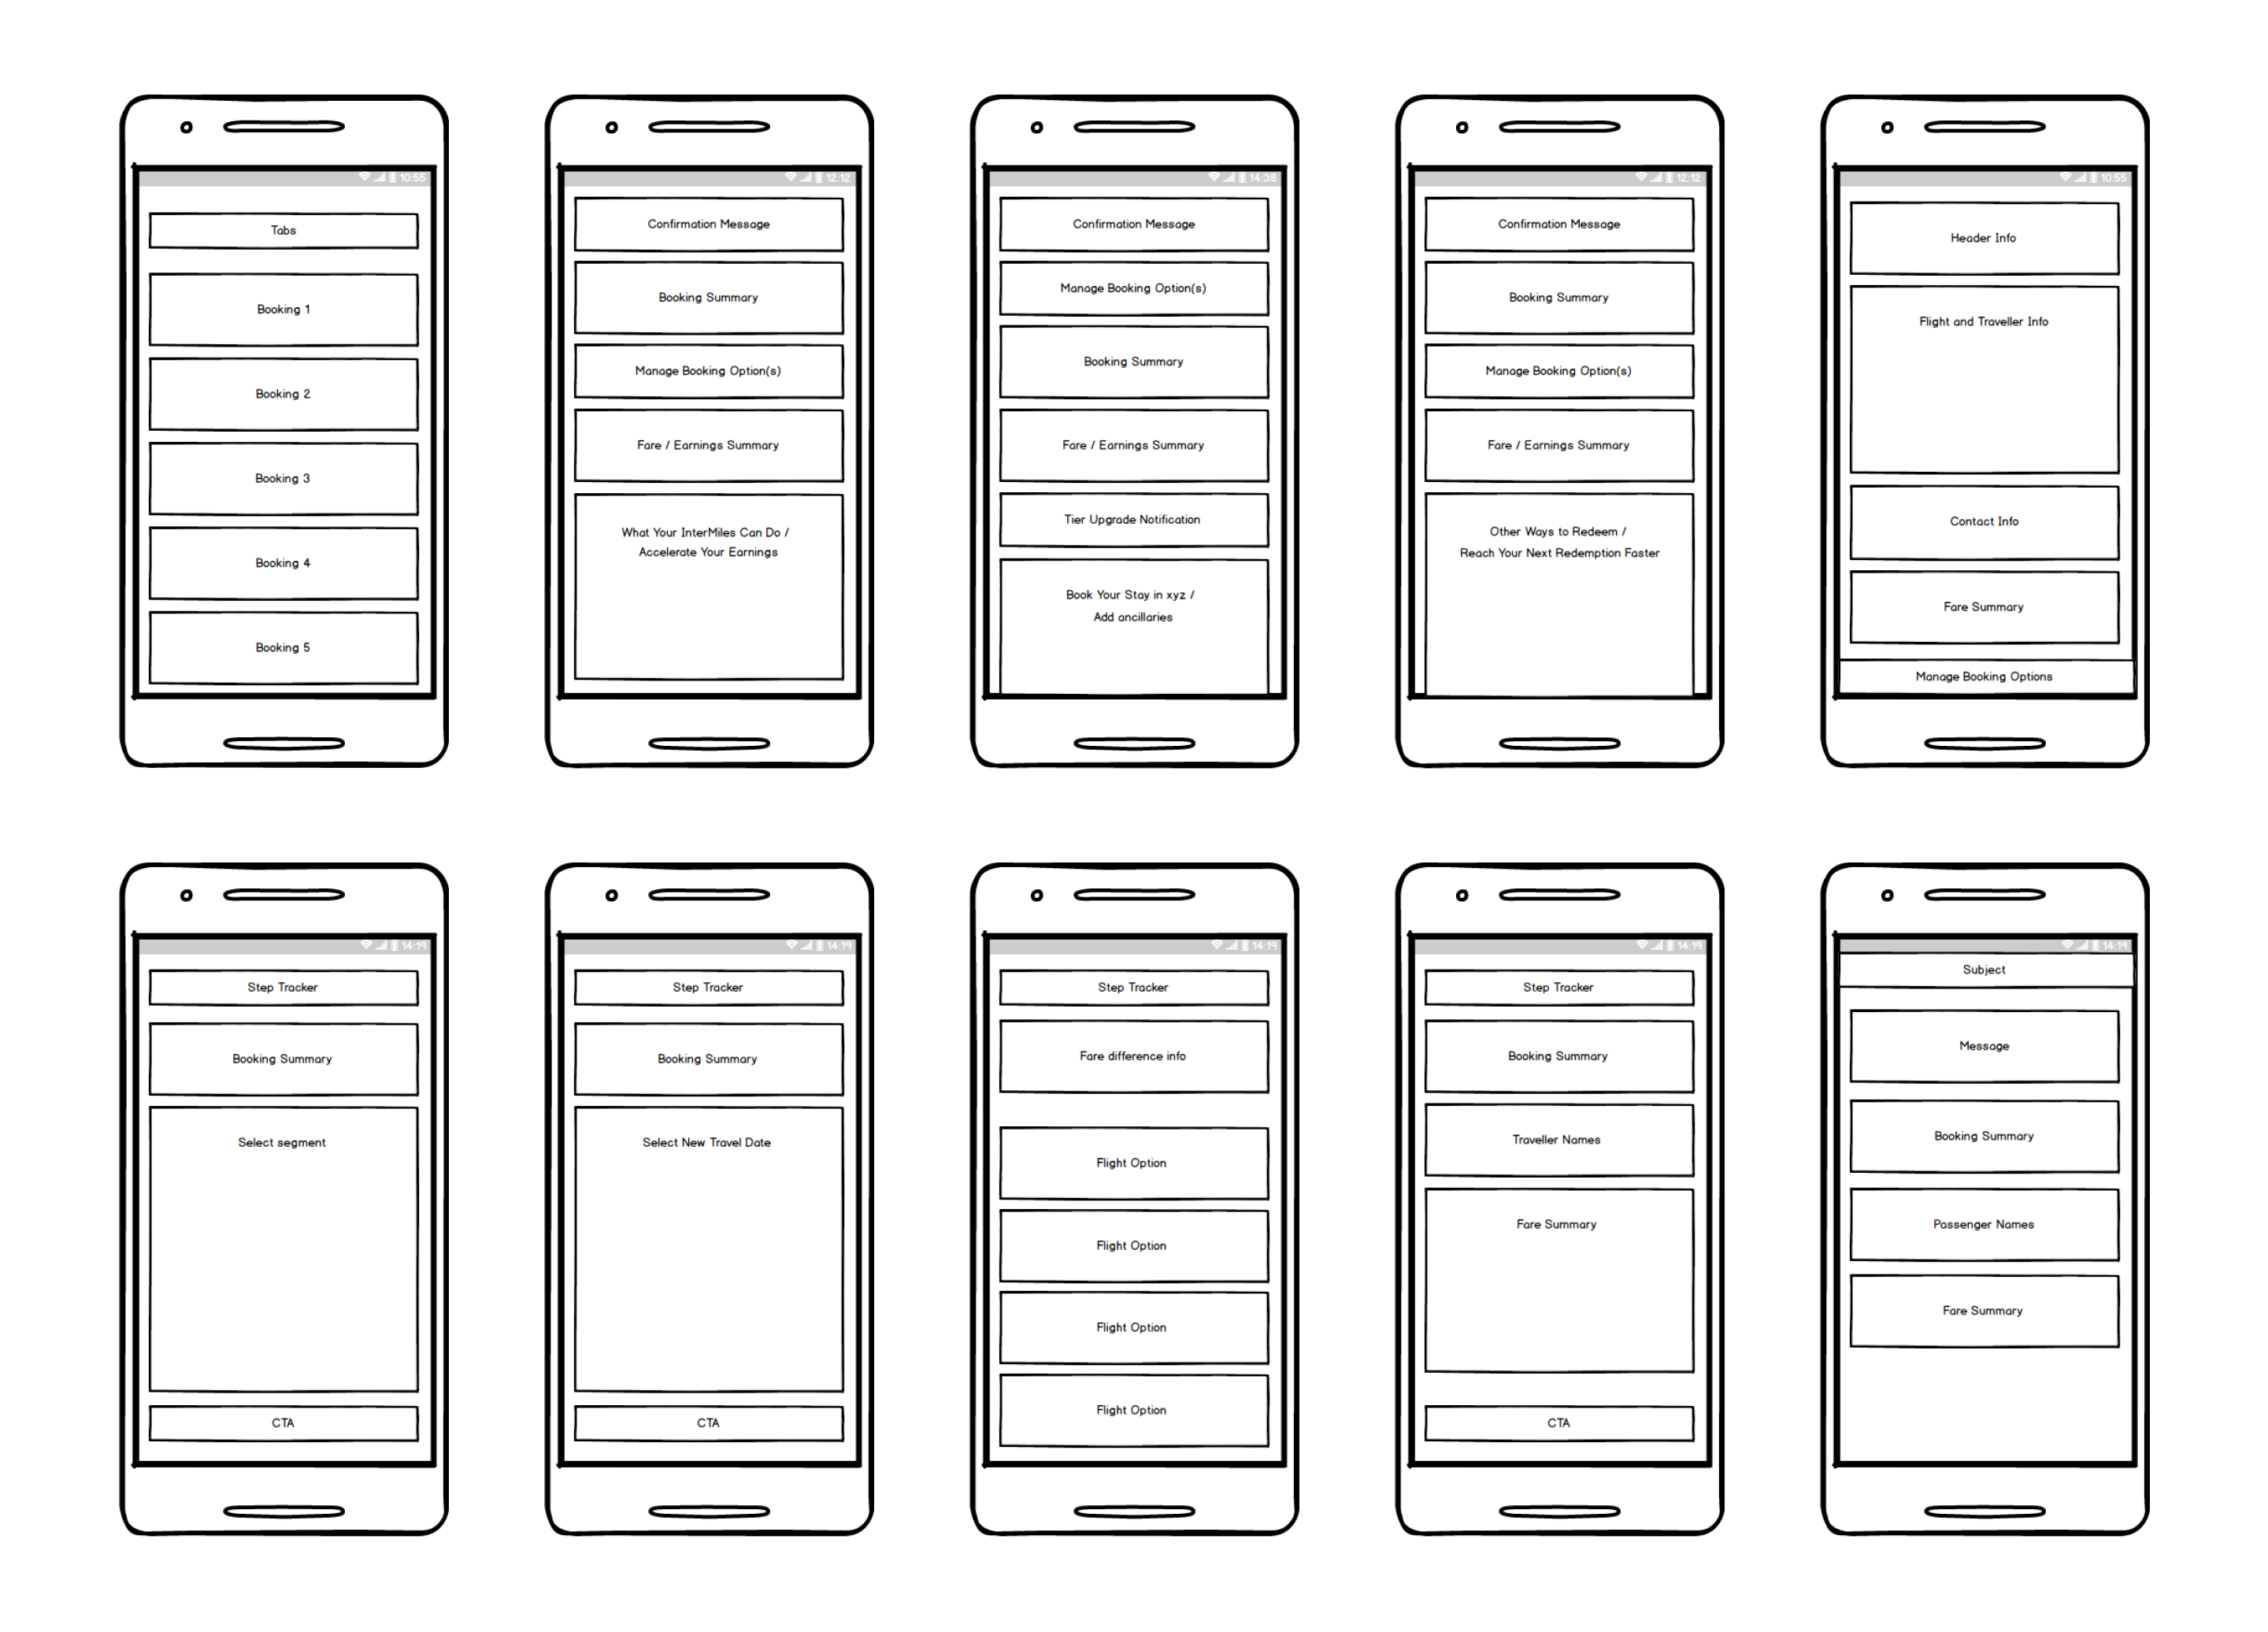 10:55
Tabs
Booking 1
Booking 2
Booking 3
Booking 4
Booking 5
12:12
Confirmation Message
Booking Summary
Manage Booking Option(s)
Fare / Earnings Summary
What Your InterMiles Can Do /
Accelerate Your Earnings
14:38
Confirmation Message
Manage Booking Option(s)
Booking Summary
Fare / Earnings Summary
Tier Upgrade Notification
Book Your Stay in xyz /
Add ancillaries
12:12
Confirmation Message
Booking Summary
Manage Booking Option(s)
Fare / Earnings Summary
Other Ways to Redeem /
Reach Your Next Redemption Faster
10:55
Header Info
Flight and Traveller Info
Contact Info
Fare Summary
Manage Booking Options
14:19
Step Tracker
Booking Summary
Select segment
CTA
14:19
Step Tracker
Booking Summary
Select New Travel Date
CTA
14:19
Step Tracker
Fare difference info
Flight Option
Flight Option
Flight Option
Flight Option
14:19
Step Tracker
Booking Summary
Traveller Names
Fare Summary
CTA
14:19
Subject
Message
Booking Summary
Passenger Names
Fare Summary